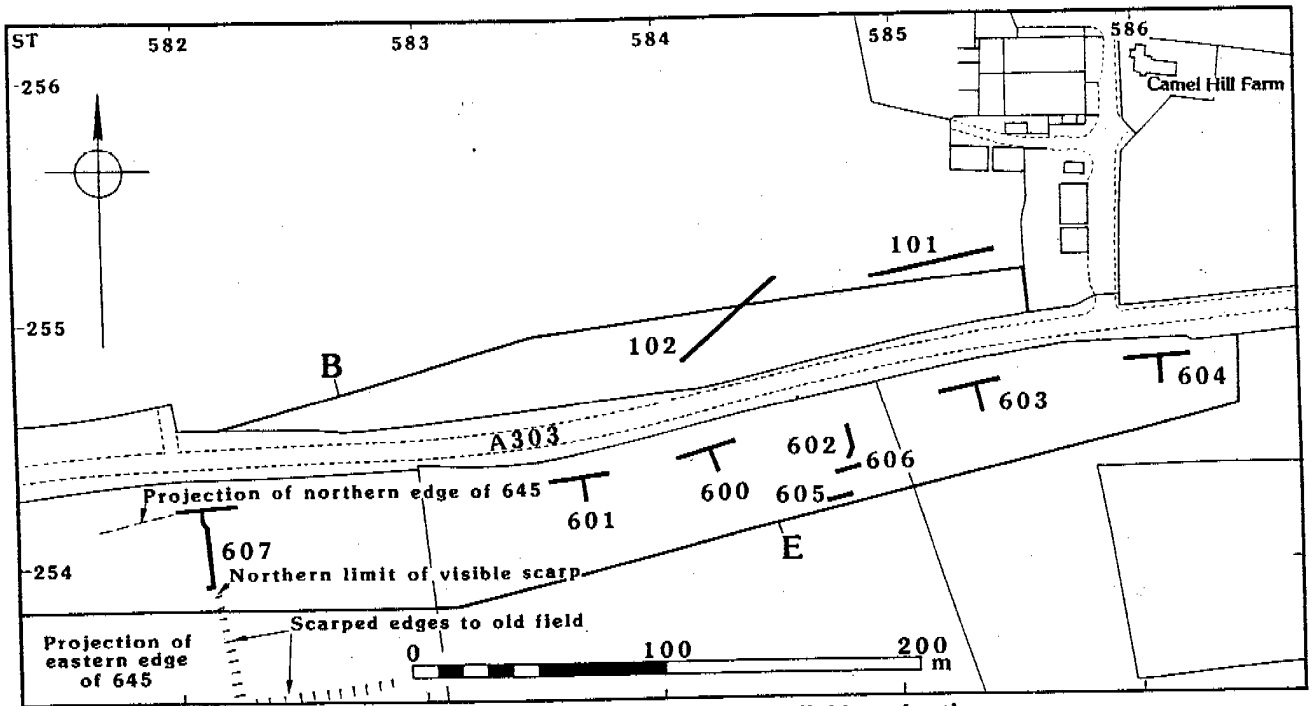 ST
582
583
584
585
586
256
Camel Hill Farm
101
255
102
B
604
603
A303
602
606
600
605
601
Projection of northern edge of 645
E
607
254
Northern limit of visible scarp
Scarped edges to old field
Projection of
eastern edge
of 645
0
100
200
m